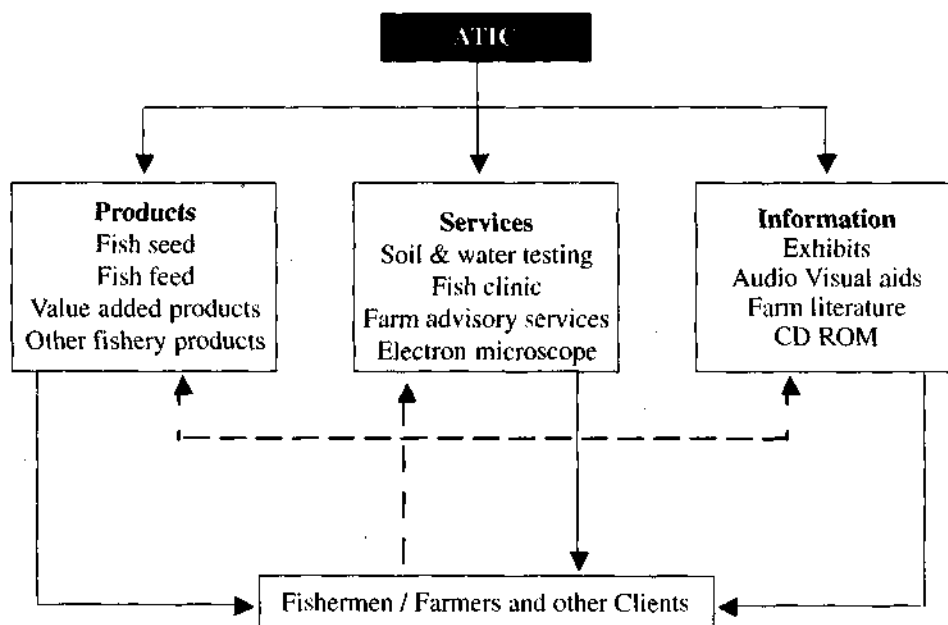 ATIC
Products
Fish seed
Fish feed
Value added products
Other fishery products
Services
Soil & water testing
Fish clinic
Farm advisory services
Electron microscope
Information
Exhibits
Audio Visual aids
Farm literature
CD ROM
Fishermen / Farmers and other Clients